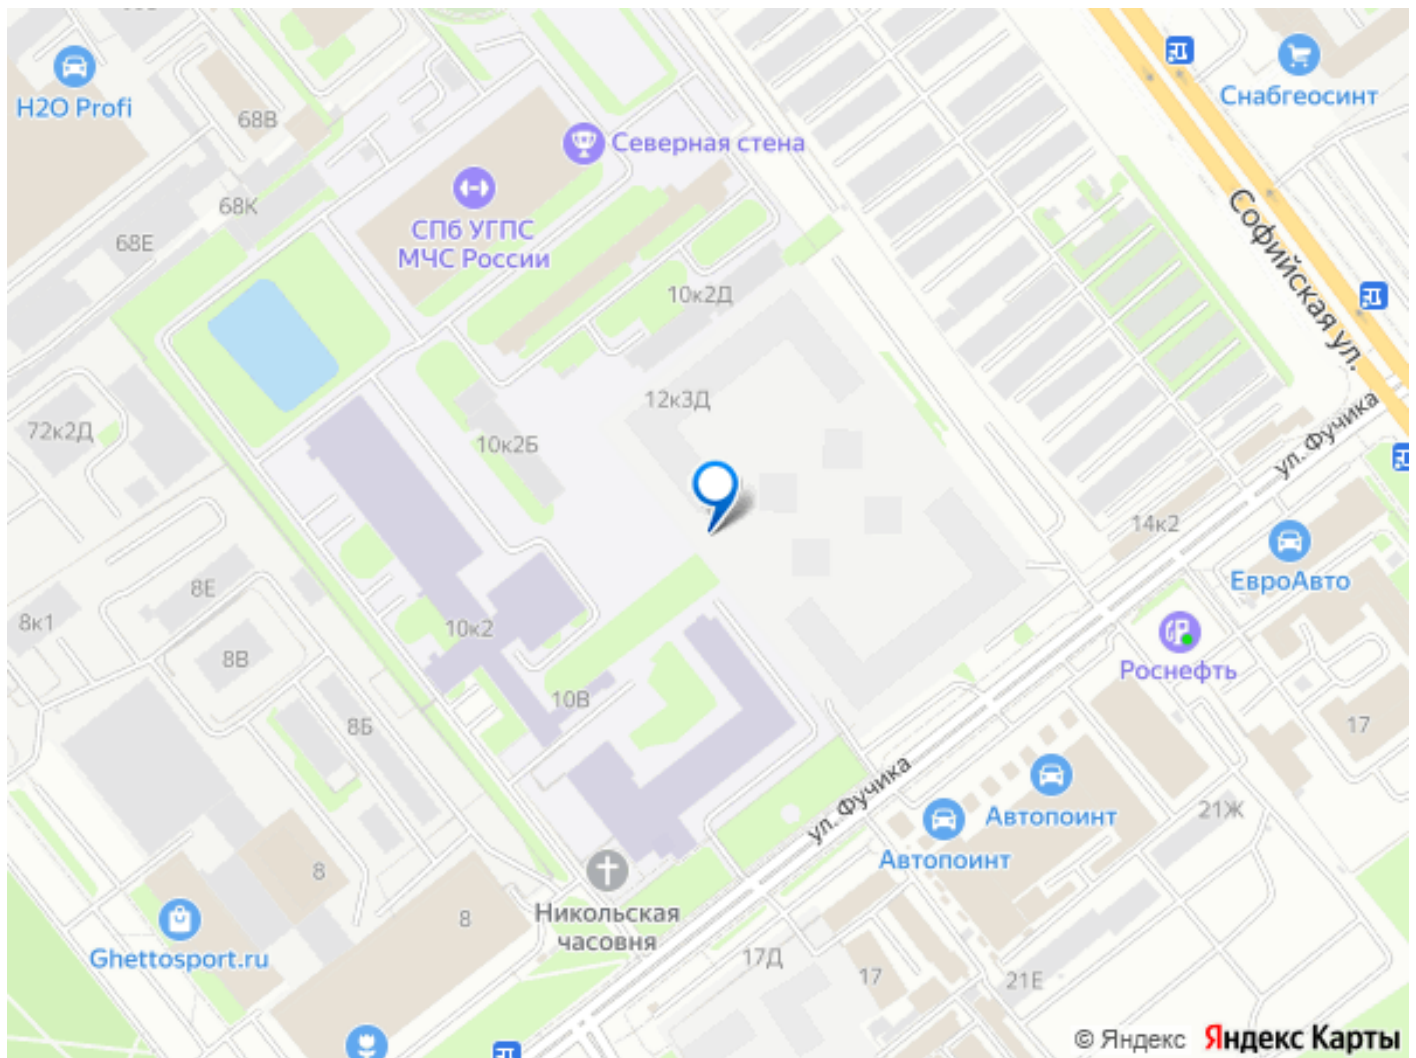 H2O Profi
68В
Северная стена
68К
СПб УГПС
МЧС России
68Е
Снабгеосинт
Софийская ул.
10к2Д
12к3Д
72к2Д
10к2Б
ул. Фучика
14к2
ЕвроАвто
8Е
8к1
10к2
8В
Роснефть
10В
8Б
17
ул. Фучика
Автопоинт
21Ж
Автопоинт
8
8
Никольская
часовня
Ghettosport.ru
17Д
17
21Е
© Яндекс Яндекс Карты